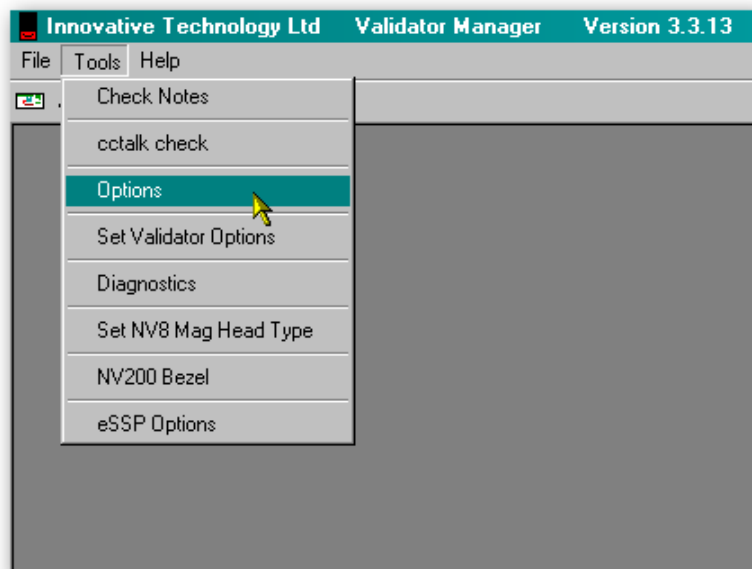 Innovative Technology Ltd Validator Manager Version 3.3.13
File Tools Help
Check Notes
cctalk check
Options
Set Validator Options
Diagnostics
Set NV8 Mag Head Type
NV200 Bezel
eSSP Options